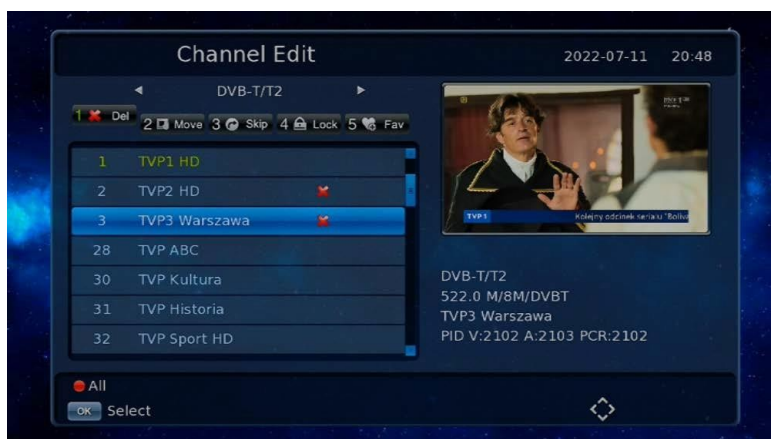 Channel Edit
2022-07-11 20:48
DVB-T/T2
1 Del
2 Move 3 Skip 4 Lock 5 Fav
1 TVP1 HD
2 TVP2 HD
3 TVP3 Warszawa
28 TVP ABC
30 TVP Kultura
31 TVP Historia
32 TVP Sport HD
TVP1 Kolejny odcinek serialu "Boliva
DVB-T/T2
522.0 M/8M/DVBT
TVP3 Warszawa
PID V:2102 A:2103 PCR:2102
All
OK Select